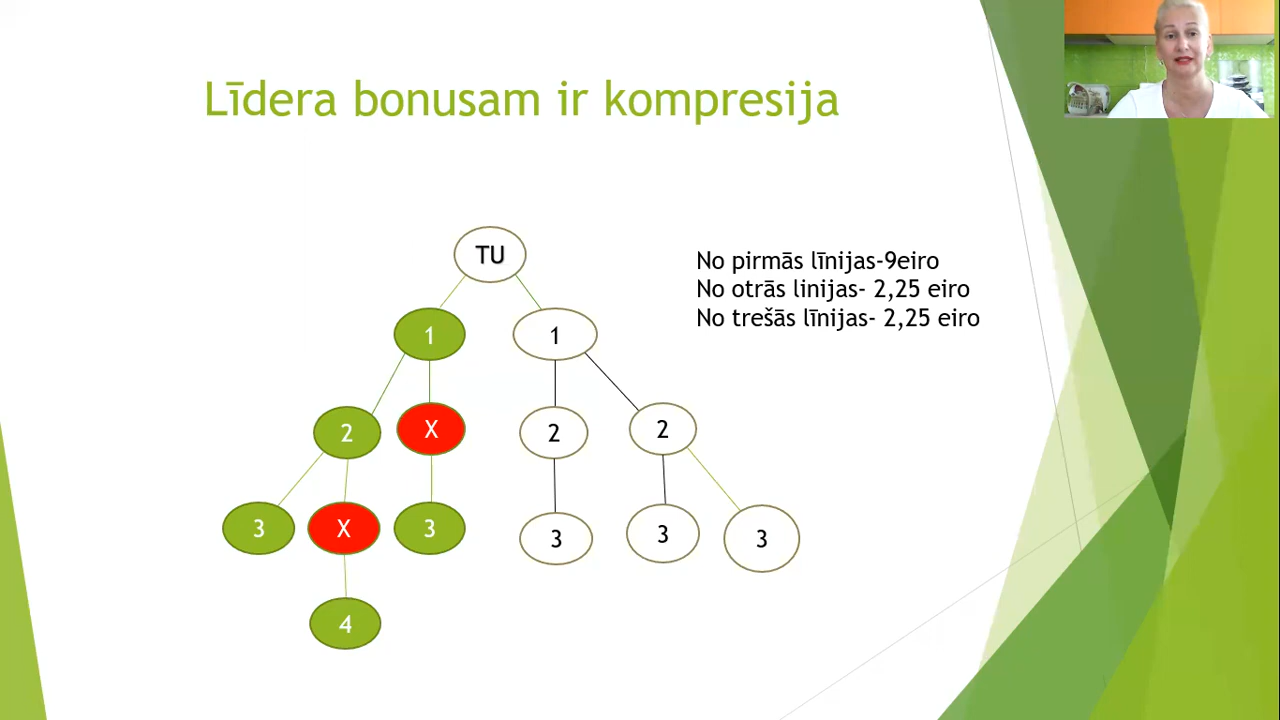 Līdera bonusam ir kompresija
TU
No pirmās līnijas-9eiro
No otrās linijas- 2,25 eiro
No trešās līnijas- 2,25 eiro
1 1
2 X 2 2
3 X 3 3 3 3
4